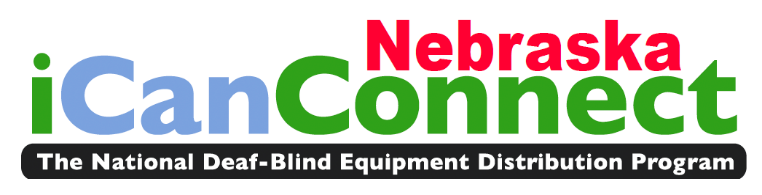 Nebraska
iCanConnect
The National Deaf-Blind Equipment Distribution Program